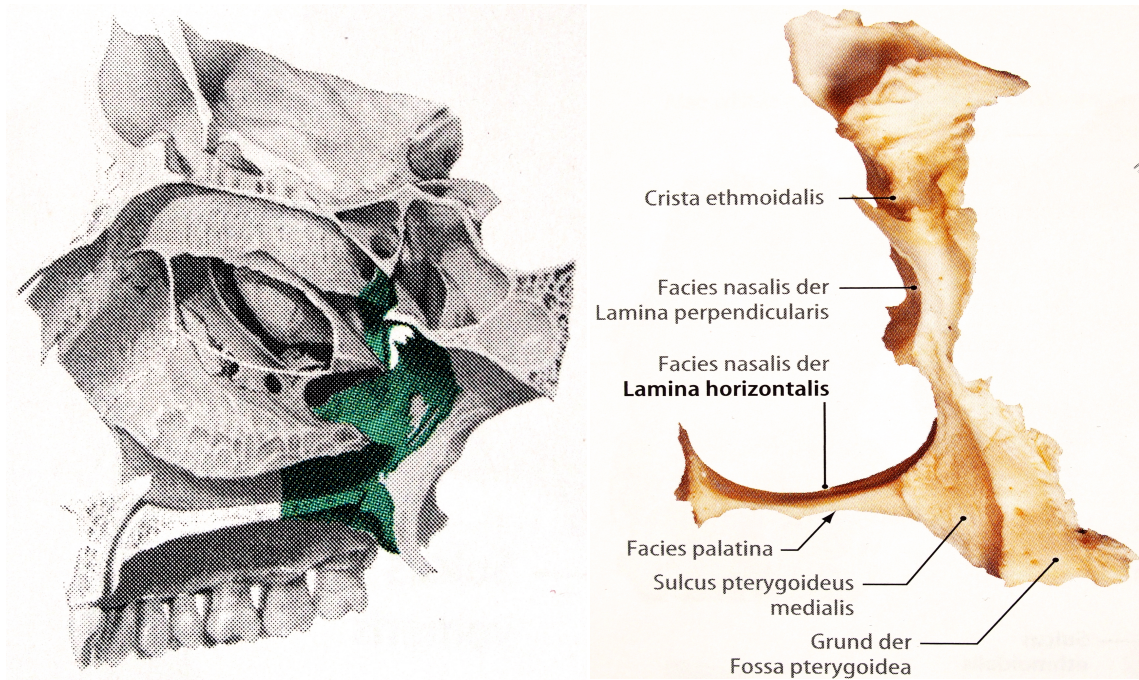 Crista ethmoidalis
Facies nasalis der
Lamina perpendicularis
Facies nasalis der
Lamina horizontalis
Facies palatina
Sulcus pterygoideus
medialis
Grund der
Fossa pterygoidea